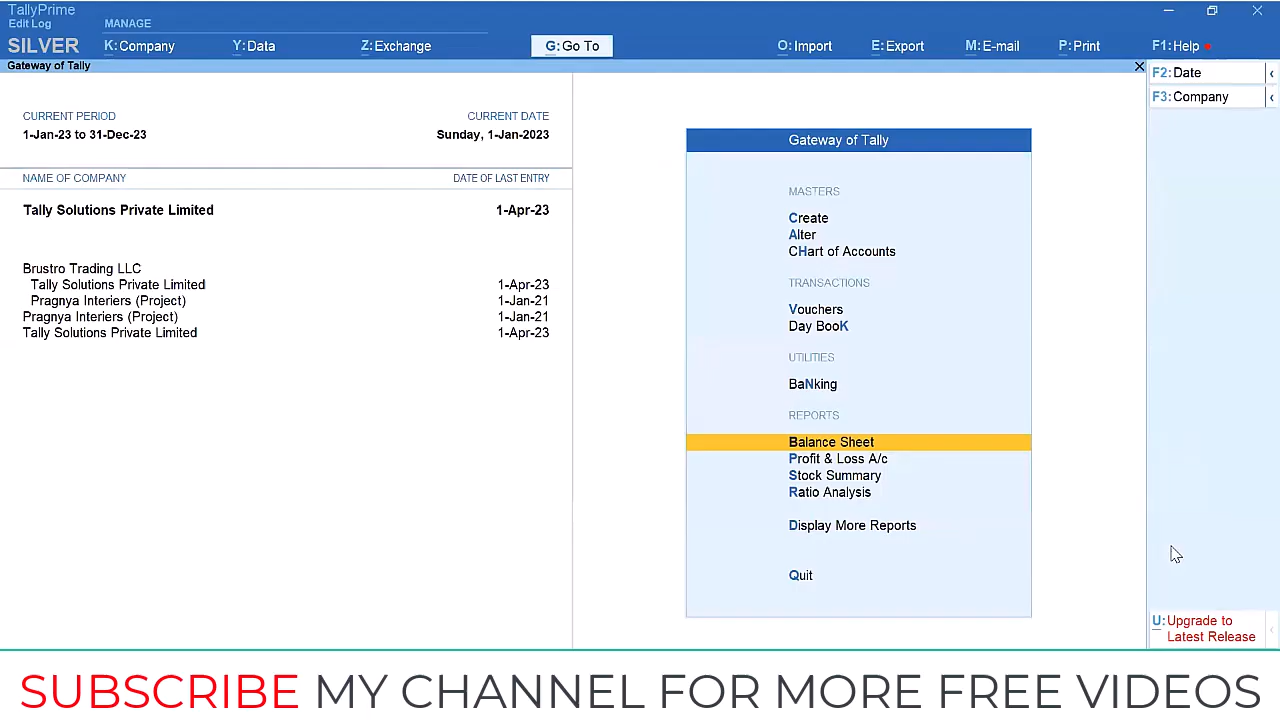 TallyPrime
Edit Log
MANAGE
SILVER K:Company Y:Data Z:Exchange G:Go To O:Import E:Export M:E-mail P:Print F1:Help
Gateway of Tally
F2:Date
F3:Company
CURRENT PERIOD CURRENT DATE
1-Jan-23 to 31-Dec-23 Sunday, 1-Jan-2023
NAME OF COMPANY DATE OF LAST ENTRY
Tally Solutions Private Limited 1-Apr-23
Brustro Trading LLC
Tally Solutions Private Limited 1-Apr-23
Pragnya Interiers (Project) 1-Jan-21
Pragnya Interiers (Project) 1-Jan-21
Tally Solutions Private Limited 1-Apr-23
Gateway of Tally
MASTERS
Create
Alter
CHart of Accounts
TRANSACTIONS
Vouchers
Day BooK
UTILITIES
BaNking
REPORTS
Balance Sheet
Profit & Loss A/c
Stock Summary
Ratio Analysis
Display More Reports
Quit
U:Upgrade to
Latest Release
SUBSCRIBE MY CHANNEL FOR MORE FREE VIDEOS